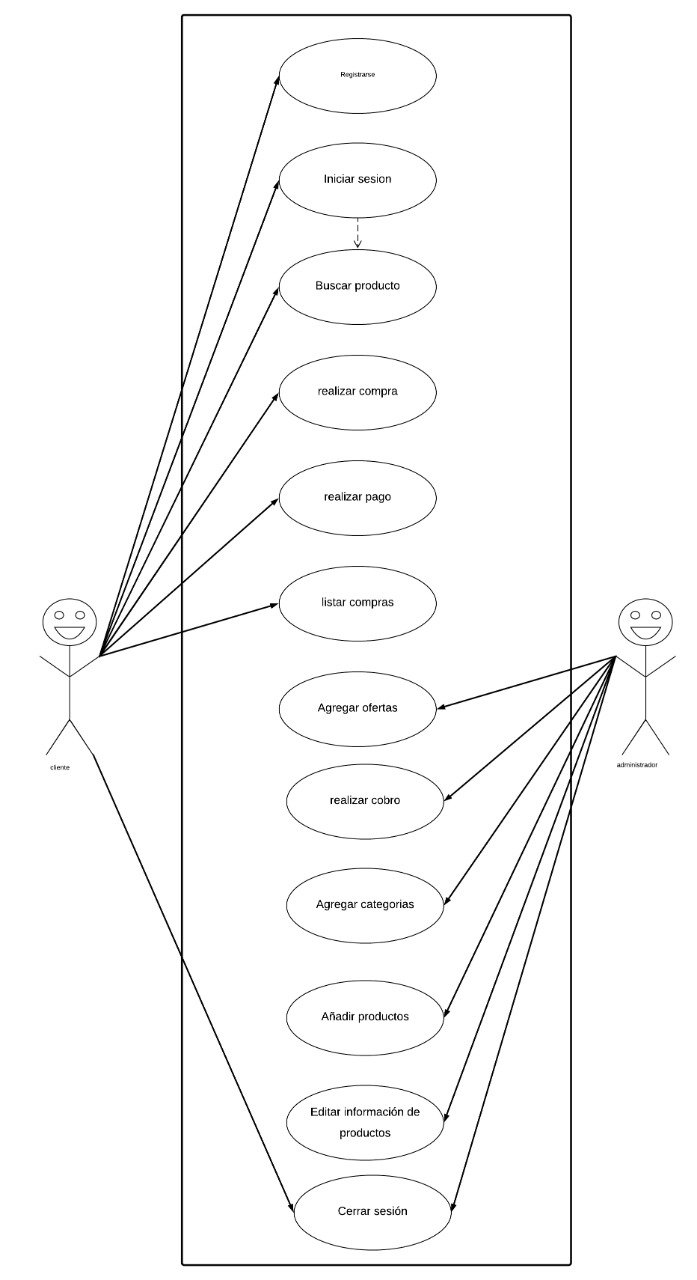 Registrarse
Iniciar sesion
Buscar producto
realizar compra
realizar pago
listar compras
Agregar ofertas
cliente
administrador
realizar cobro
Agregar categorias
Añadir productos
Editar información de
productos
Cerrar sesión